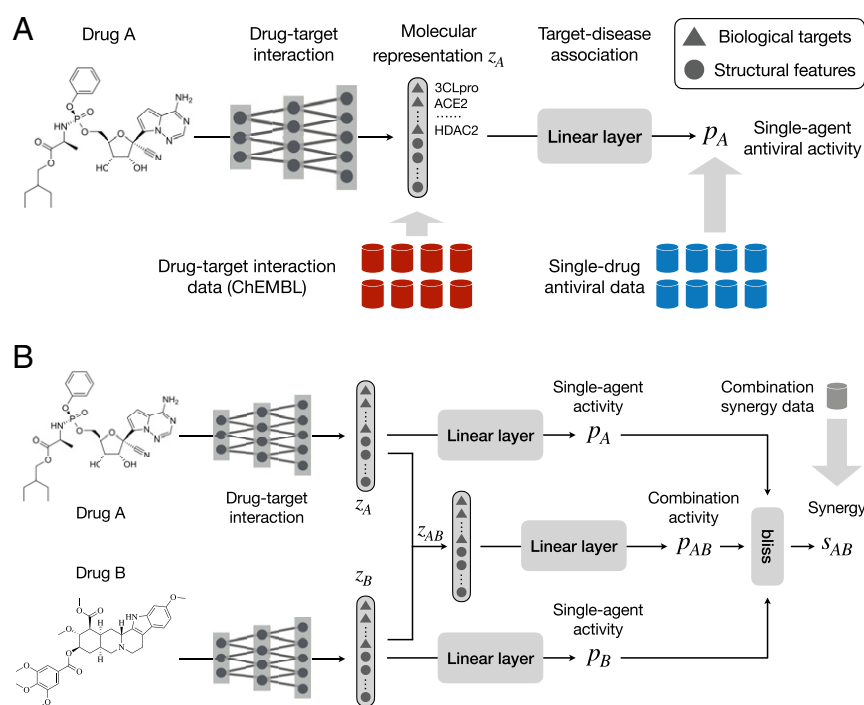 A
Drug A
Drug-target
interaction
Molecular
representation z_A
Target-disease
association
Biological targets
Structural features
3CLpro
ACE2
......
HDAC2
Linear layer
p_A
Single-agent
antiviral activity
NH₂
N
N
N
O
O
P
O
HN
O
O
O
CN
HO
OH
Drug-target interaction
data (ChEMBL)
Single-drug
antiviral data
B
Drug A
Drug-target
interaction
z_A
Linear layer
Single-agent
activity
p_A
Combination
synergy data
z_AB
Linear layer
Combination
activity
p_AB
bliss
Synergy
s_AB
Drug B
z_B
Linear layer
Single-agent
activity
p_B